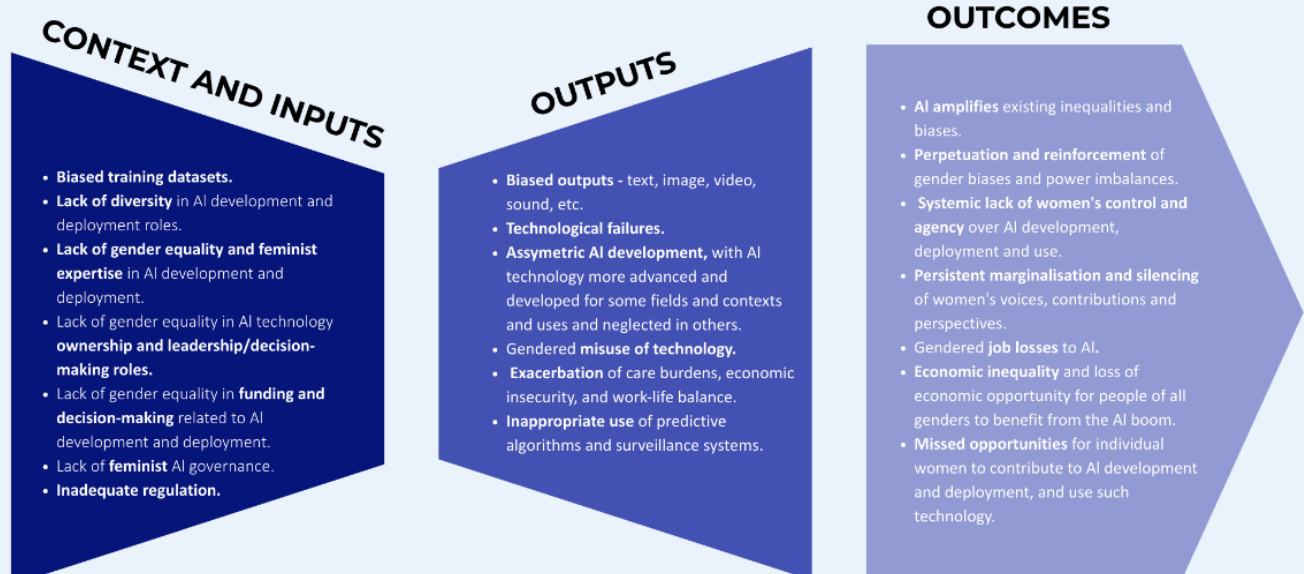 CONTEXT AND INPUTS
• Biased training datasets.
• Lack of diversity in AI development and
deployment roles.
• Lack of gender equality and feminist
expertise in AI development and
deployment.
• Lack of gender equality in AI technology
ownership and leadership/decision-
making roles.
• Lack of gender equality in funding and
decision-making related to AI
development and deployment.
• Lack of feminist AI governance.
• Inadequate regulation.
OUTPUTS
• Biased outputs - text, image, video,
sound, etc.
• Technological failures.
• Assymetric AI development, with AI
technology more advanced and
developed for some fields and contexts
and uses and neglected in others.
• Gendered misuse of technology.
• Exacerbation of care burdens, economic
insecurity, and work-life balance.
• Inappropriate use of predictive
algorithms and surveillance systems.
OUTCOMES
• AI amplifies existing inequalities and
biases.
• Perpetuation and reinforcement of
gender biases and power imbalances.
• Systemic lack of women's control and
agency over AI development,
deployment and use.
• Persistent marginalisation and silencing
of women's voices, contributions and
perspectives.
• Gendered job losses to AI.
• Economic inequality and loss of
economic opportunity for people of all
genders to benefit from the AI boom.
• Missed opportunities for individual
women to contribute to AI development
and deployment, and use such
technology.